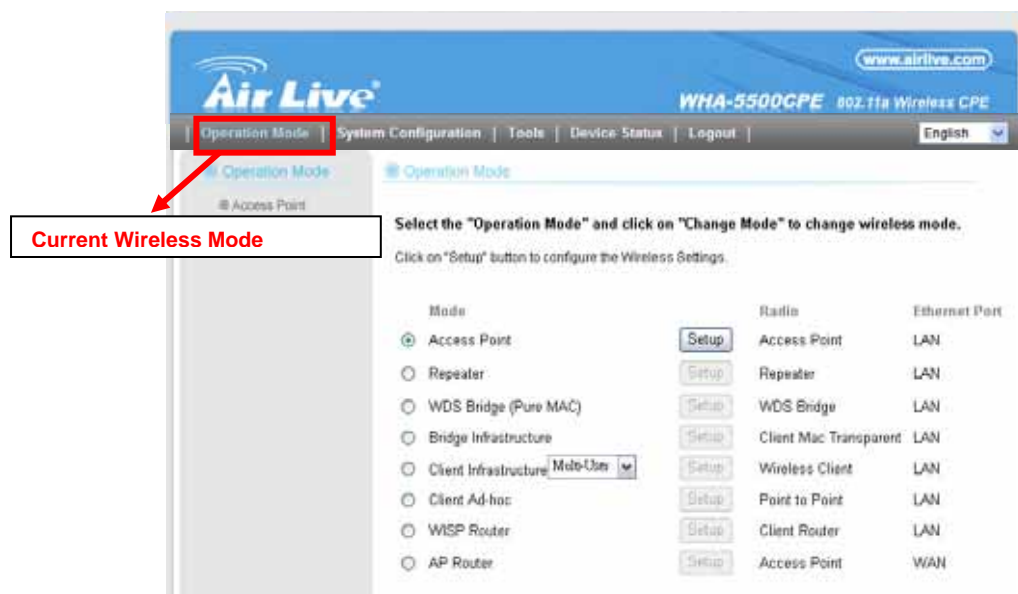 www.airlive.com
Air Live
WHA-5500CPE 802.11a Wireless CPE
| Operation Mode | System Configuration | Tools | Device Status | Logout | English
Operation Mode
Operation Mode
Access Point
Current Wireless Mode
Select the "Operation Mode" and click on "Change Mode" to change wireless mode.
Click on "Setup" button to configure the Wireless Settings.
Mode Radio Ethernet Port
Access Point Setup Access Point LAN
Repeater Setup Repeater LAN
WDS Bridge (Pure MAC) Setup WDS Bridge LAN
Bridge Infrastructure Setup Client Mac Transparent LAN
Client Infrastructure Multi-User Setup Wireless Client LAN
Client Ad-hoc Setup Point to Point LAN
WISP Router Setup Client Router LAN
AP Router Setup Access Point WAN